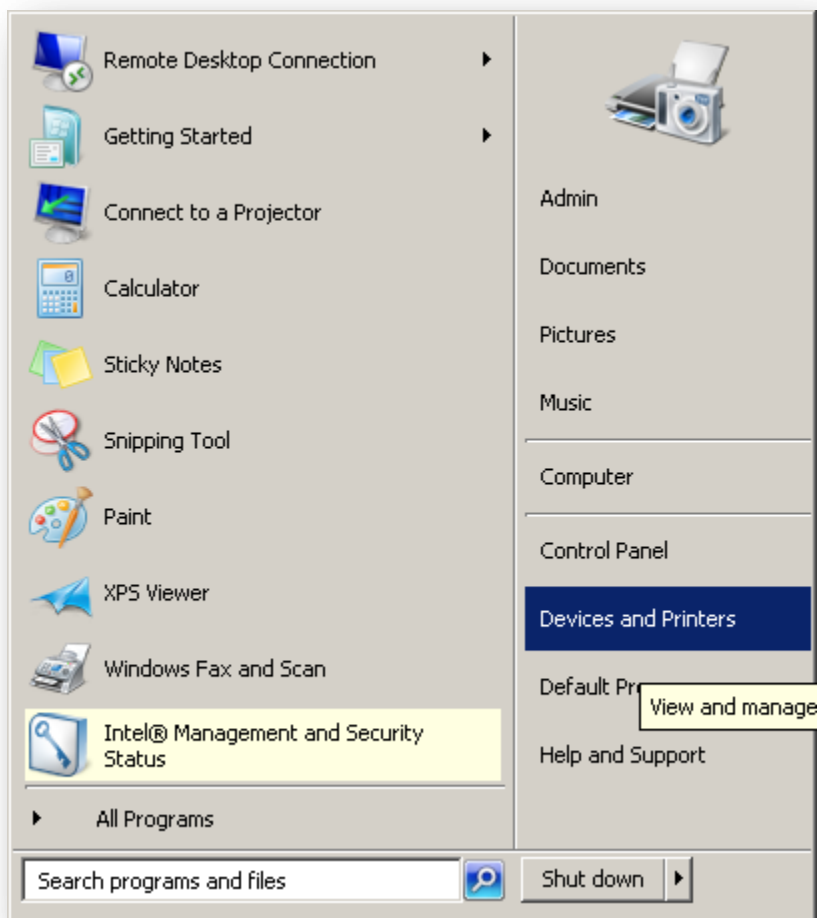 Remote Desktop Connection
Getting Started
Connect to a Projector
Calculator
0
Sticky Notes
Snipping Tool
Paint
XPS Viewer
Windows Fax and Scan
Intel® Management and Security
Status
All Programs
Search programs and files
Admin
Documents
Pictures
Music
Computer
Control Panel
Devices and Printers
Default
View and manage
Help and Support
Shut down